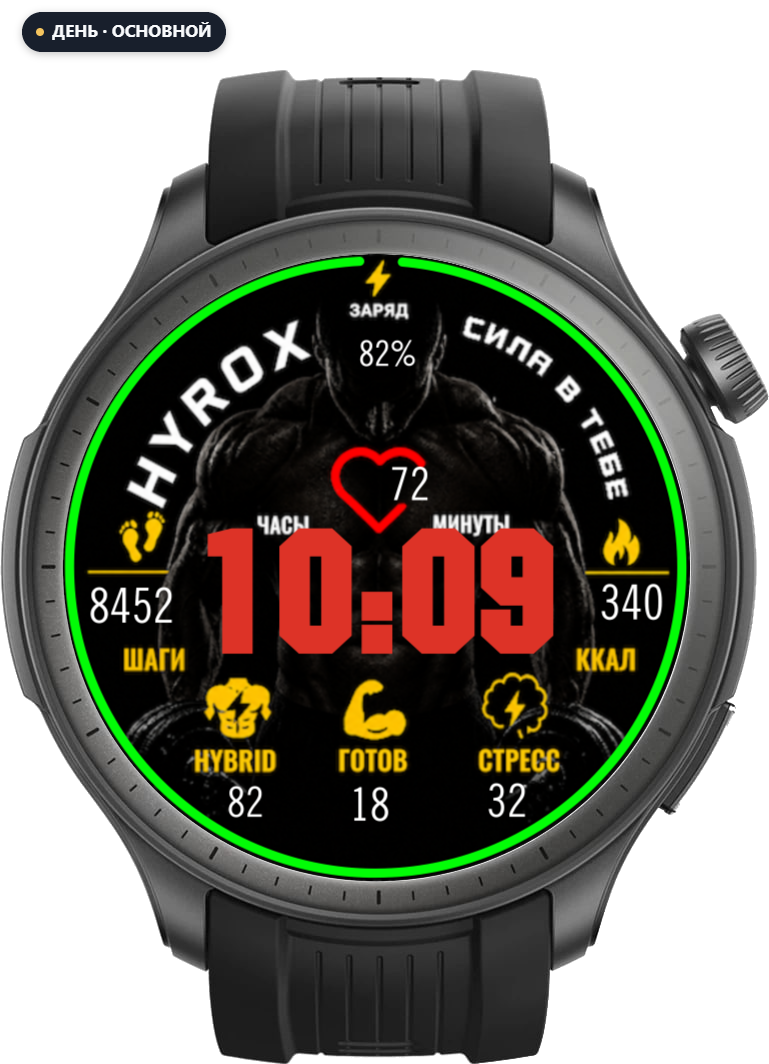 ДЕНЬ · ОСНОВНОЙ
ЗАРЯД
82%
HYROX
СИЛА В ТЕБЕ
72
ЧАСЫ
МИНУТЫ
10:09
8452
340
ШАГИ
ККАЛ
HYBRID
ГОТОВ
СТРЕСС
82
18
32